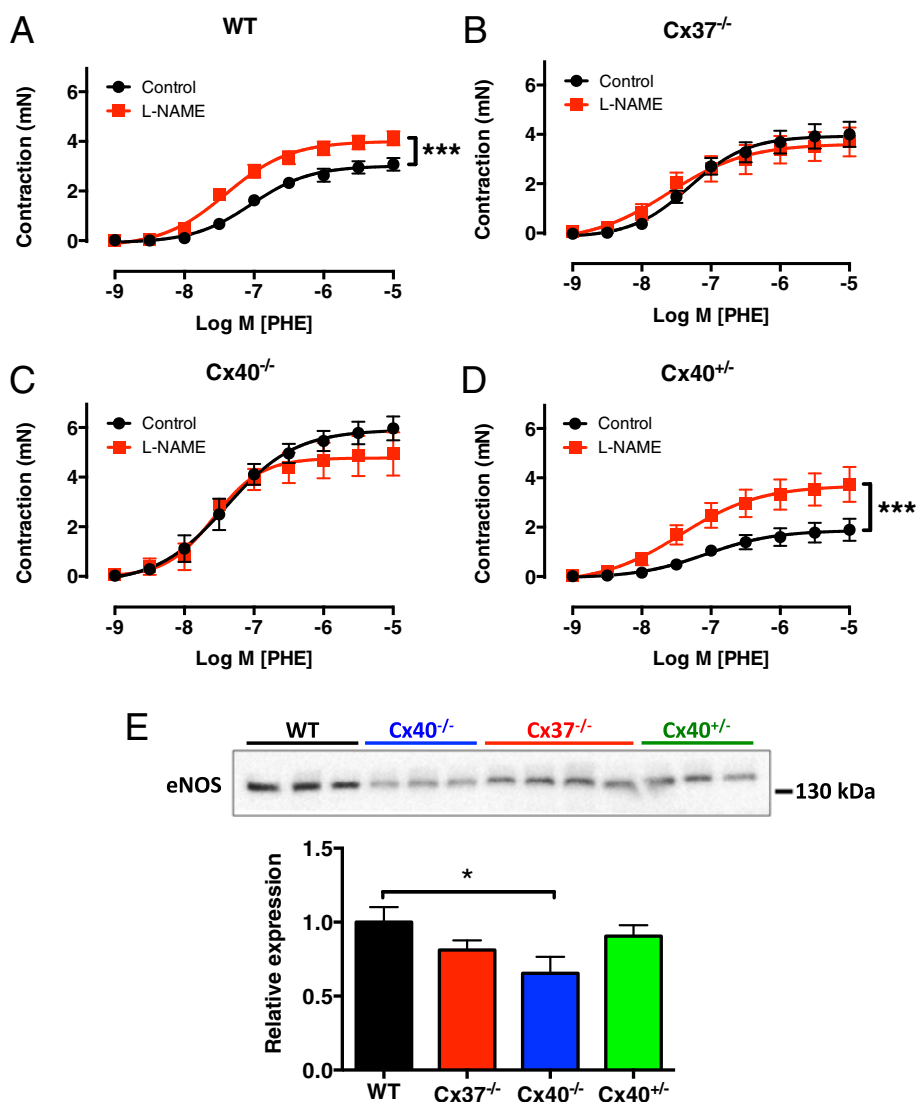 A
WT
Control
L-NAME
Contraction (mN)
6
4
2
0
***
-9 -8 -7 -6 -5
Log M [PHE]
B
Cx37-/-
Control
L-NAME
Contraction (mN)
6
4
2
0
-9 -8 -7 -6 -5
Log M [PHE]
C
Cx40-/-
Control
L-NAME
Contraction (mN)
6
4
2
0
-9 -8 -7 -6 -5
Log M [PHE]
D
Cx40+/-
Control
L-NAME
Contraction (mN)
6
4
2
0
***
-9 -8 -7 -6 -5
Log M [PHE]
E
WT Cx40-/- Cx37-/- Cx40+/-
eNOS
130 kDa
Relative expression
1.5
1.0
0.5
0.0
*
WT Cx37-/- Cx40-/- Cx40+/-